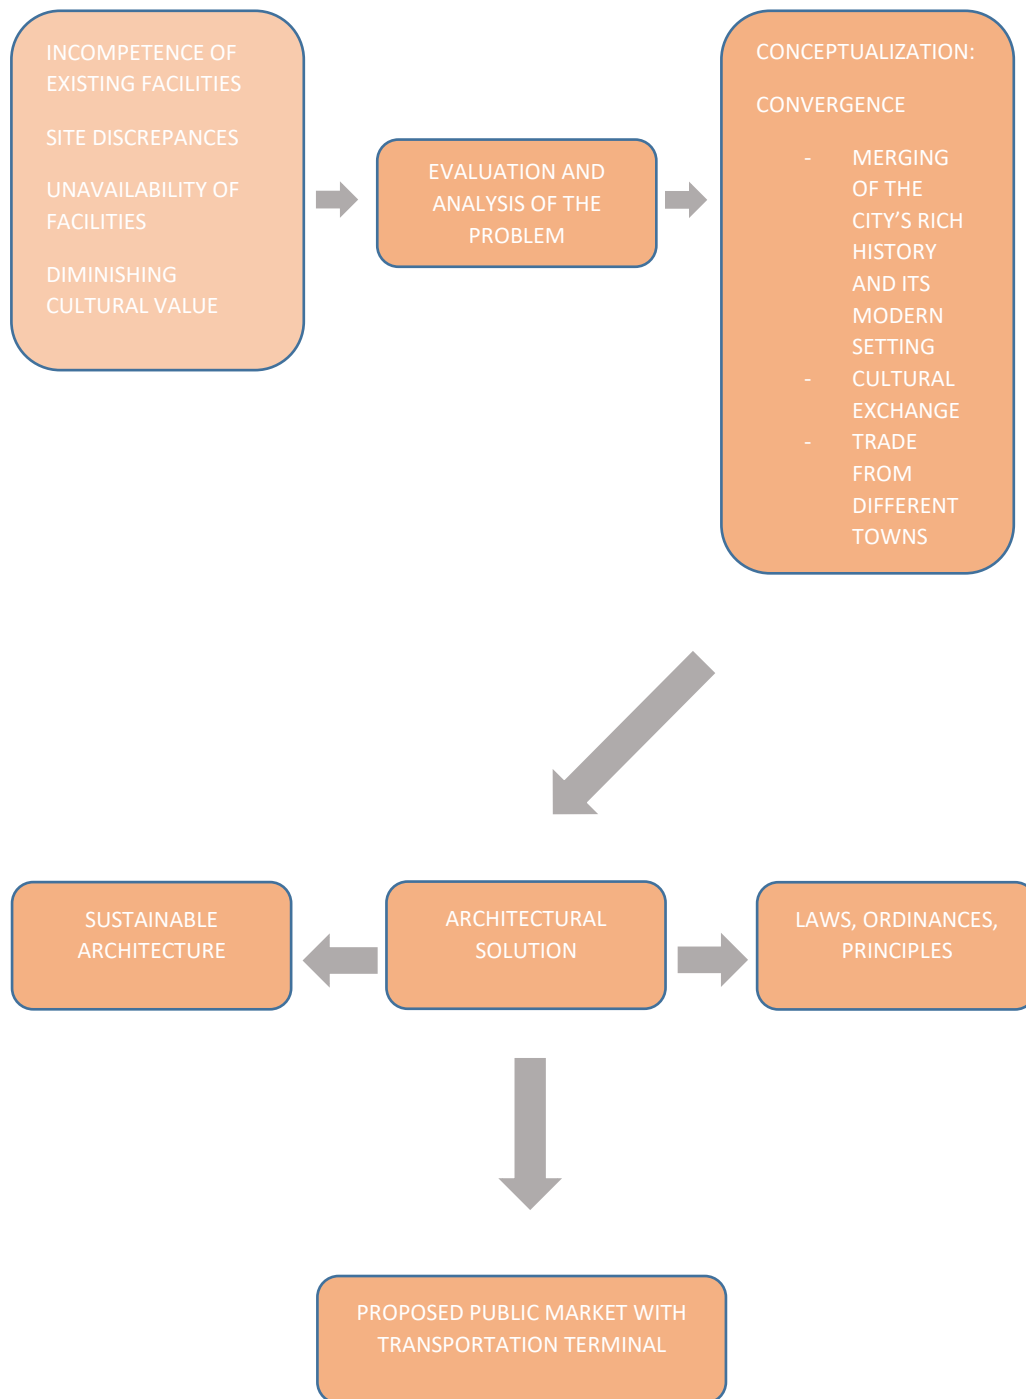 INCOMPETENCE OF
EXISTING FACILITIES
SITE DISCREPANCES
UNAVAILABILITY OF
FACILITIES
DIMINISHING
CULTURAL VALUE
EVALUATION AND
ANALYSIS OF THE
PROBLEM
CONCEPTUALIZATION:
CONVERGENCE
- MERGING
OF THE
CITY’S RICH
HISTORY
AND ITS
MODERN
SETTING
- CULTURAL
EXCHANGE
- TRADE
FROM
DIFFERENT
TOWNS
SUSTAINABLE
ARCHITECTURE
ARCHITECTURAL
SOLUTION
LAWS, ORDINANCES,
PRINCIPLES
PROPOSED PUBLIC MARKET WITH
TRANSPORTATION TERMINAL